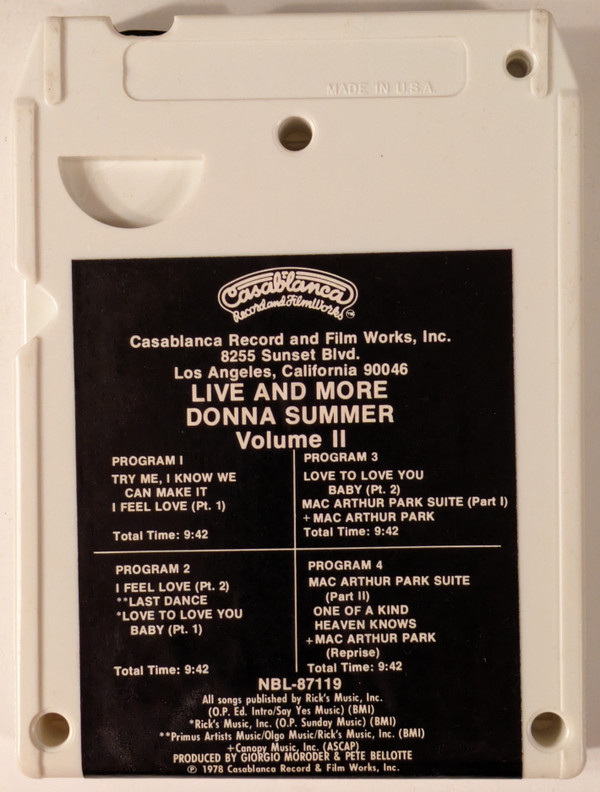 MADE IN U.S.A.
Casablanca
Record and FilmWorks
TM
Casablanca Record and Film Works, Inc.
8255 Sunset Blvd.
Los Angeles, California 90046
LIVE AND MORE
DONNA SUMMER
Volume II
PROGRAM I
TRY ME, I KNOW WE
CAN MAKE IT
I FEEL LOVE (Pt. 1)
Total Time: 9:42
PROGRAM 3
LOVE TO LOVE YOU
BABY (Pt. 2)
MAC ARTHUR PARK SUITE (Part I)
+ MAC ARTHUR PARK
Total Time: 9:42
PROGRAM 2
I FEEL LOVE (Pt. 2)
**LAST DANCE
*LOVE TO LOVE YOU
BABY (Pt. 1)
Total Time: 9:42
PROGRAM 4
MAC ARTHUR PARK SUITE
(Part II)
ONE OF A KIND
HEAVEN KNOWS
+MAC ARTHUR PARK
(Reprise)
Total Time: 9:42
NBL-87119
All songs published by Rick's Music, Inc.
(O.P. Ed. Intro/Say Yes Music) (BMI)
*Rick's Music, Inc. (O.P. Sunday Music) (BMI)
**Primus Artists Music/Olga Music/Rick's Music, Inc. (BMI)
+Canopy Music, Inc. (ASCAP)
PRODUCED BY GIORGIO MORODER & PETE BELLOTTE
℗ 1978 Casablanca Record & Film Works, Inc.